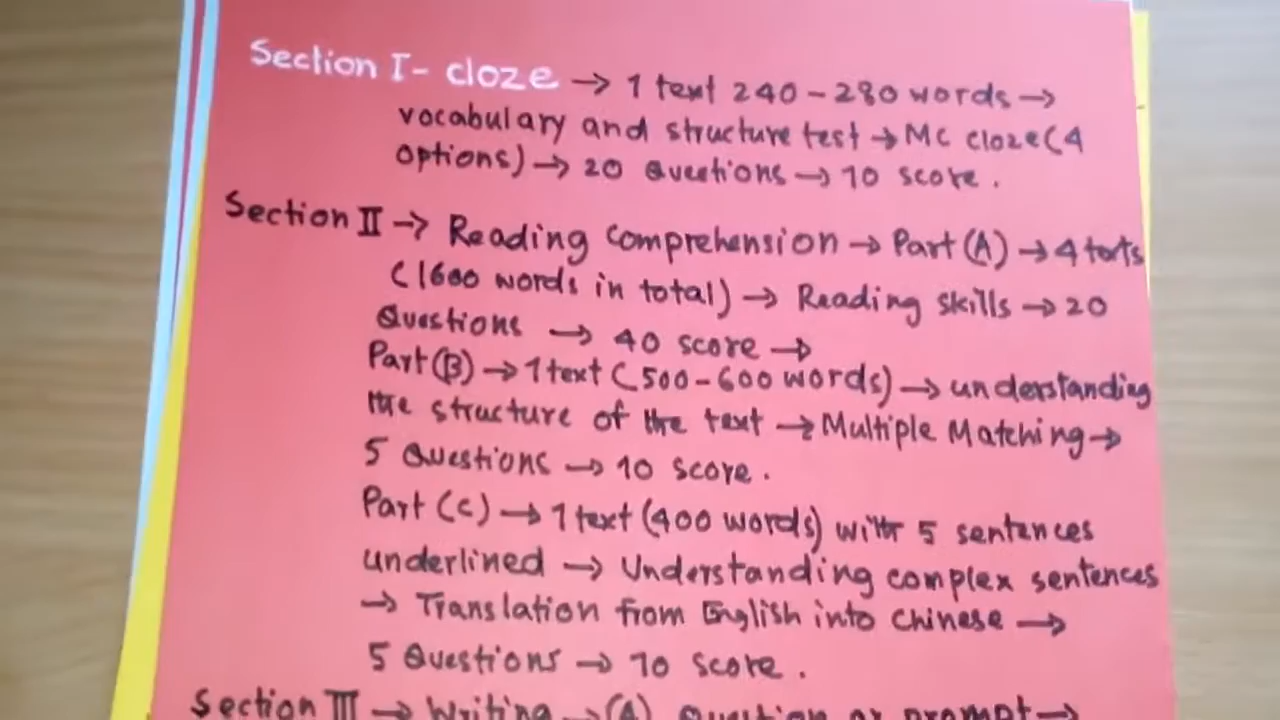 Section I - cloze → 1 text 240-280 words →
vocabulary and structure test → MC cloze (4
options) → 20 Questions → 10 score.
Section II → Reading comprehension → Part (A) → 4 texts
(1600 words in total) → Reading skills → 20
Questions → 40 score →
Part (B) → 1 text (500-600 words) → understanding
the structure of the text → Multiple Matching →
5 Questions → 10 score.
Part (C) → 1 text (400 words) with 5 sentences
underlined → Understanding complex sentences
→ Translation from English into Chinese →
5 Questions → 10 score.
Section III → Writing → (A) Question or prompt →